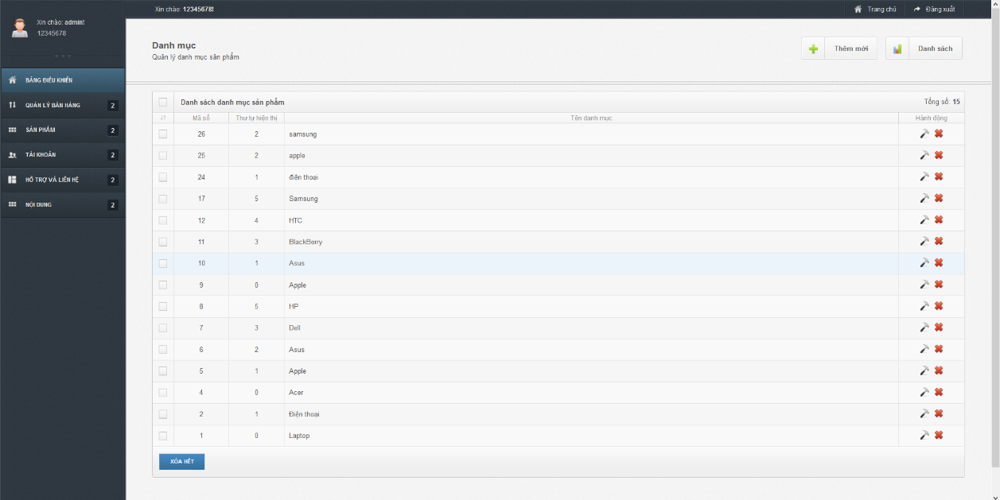 Xin chào: admin!
12345678
Xin chào: 12345678!
Trang chủ
Đăng xuất
BẢNG ĐIỀU KHIỂN
QUẢN LÝ BÁN HÀNG 2
SẢN PHẨM 2
TÀI KHOẢN 2
HỖ TRỢ VÀ LIÊN HỆ 2
NỘI DUNG 2
Danh mục
Quản lý danh mục sản phẩm
Thêm mới
Danh sách
Danh sách danh mục sản phẩm Tổng số: 15
Mã số Thư tự hiện thị Tên danh mục Hành động
26 2 samsung
25 2 apple
24 1 điện thoại
17 5 Samsung
12 4 HTC
11 3 BlackBerry
10 1 Asus
9 0 Apple
8 5 HP
7 3 Dell
6 2 Asus
5 1 Apple
4 0 Acer
2 1 Điện thoại
1 0 Laptop
XÓA HẾT